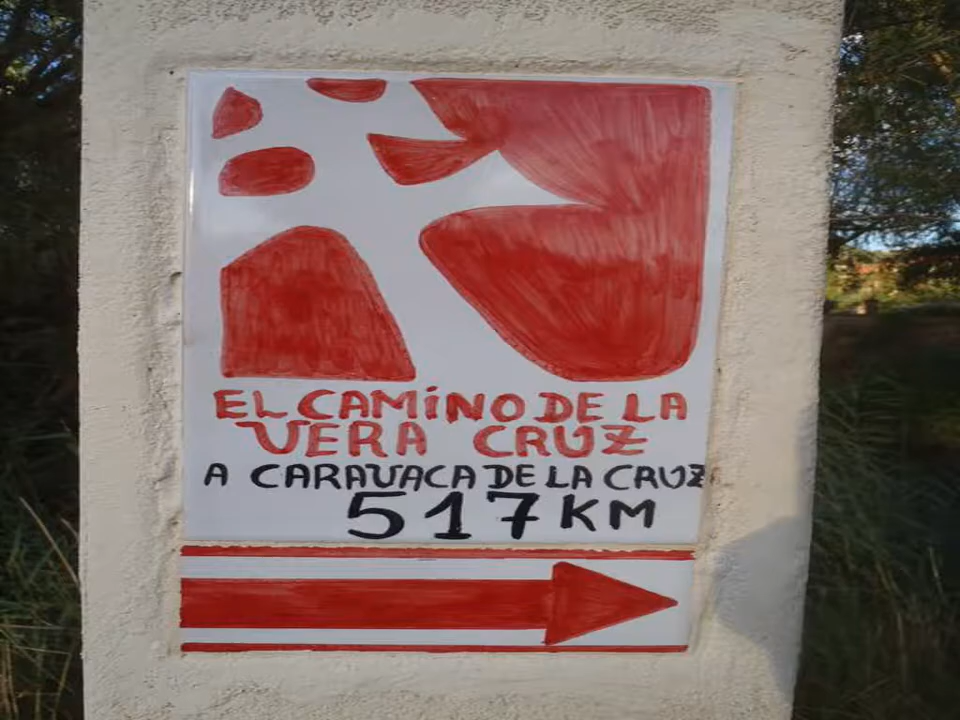 EL CAMiNO DE LA
VERA CRUZ
A CARAVACA DE LA CRUZ
517 KM